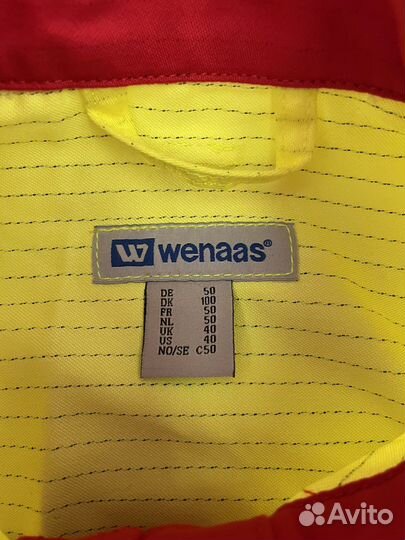 W wenaas®
DE 50
DK 100
FR 50
NL 50
UK 40
US 40
NO/SE C50
Avito